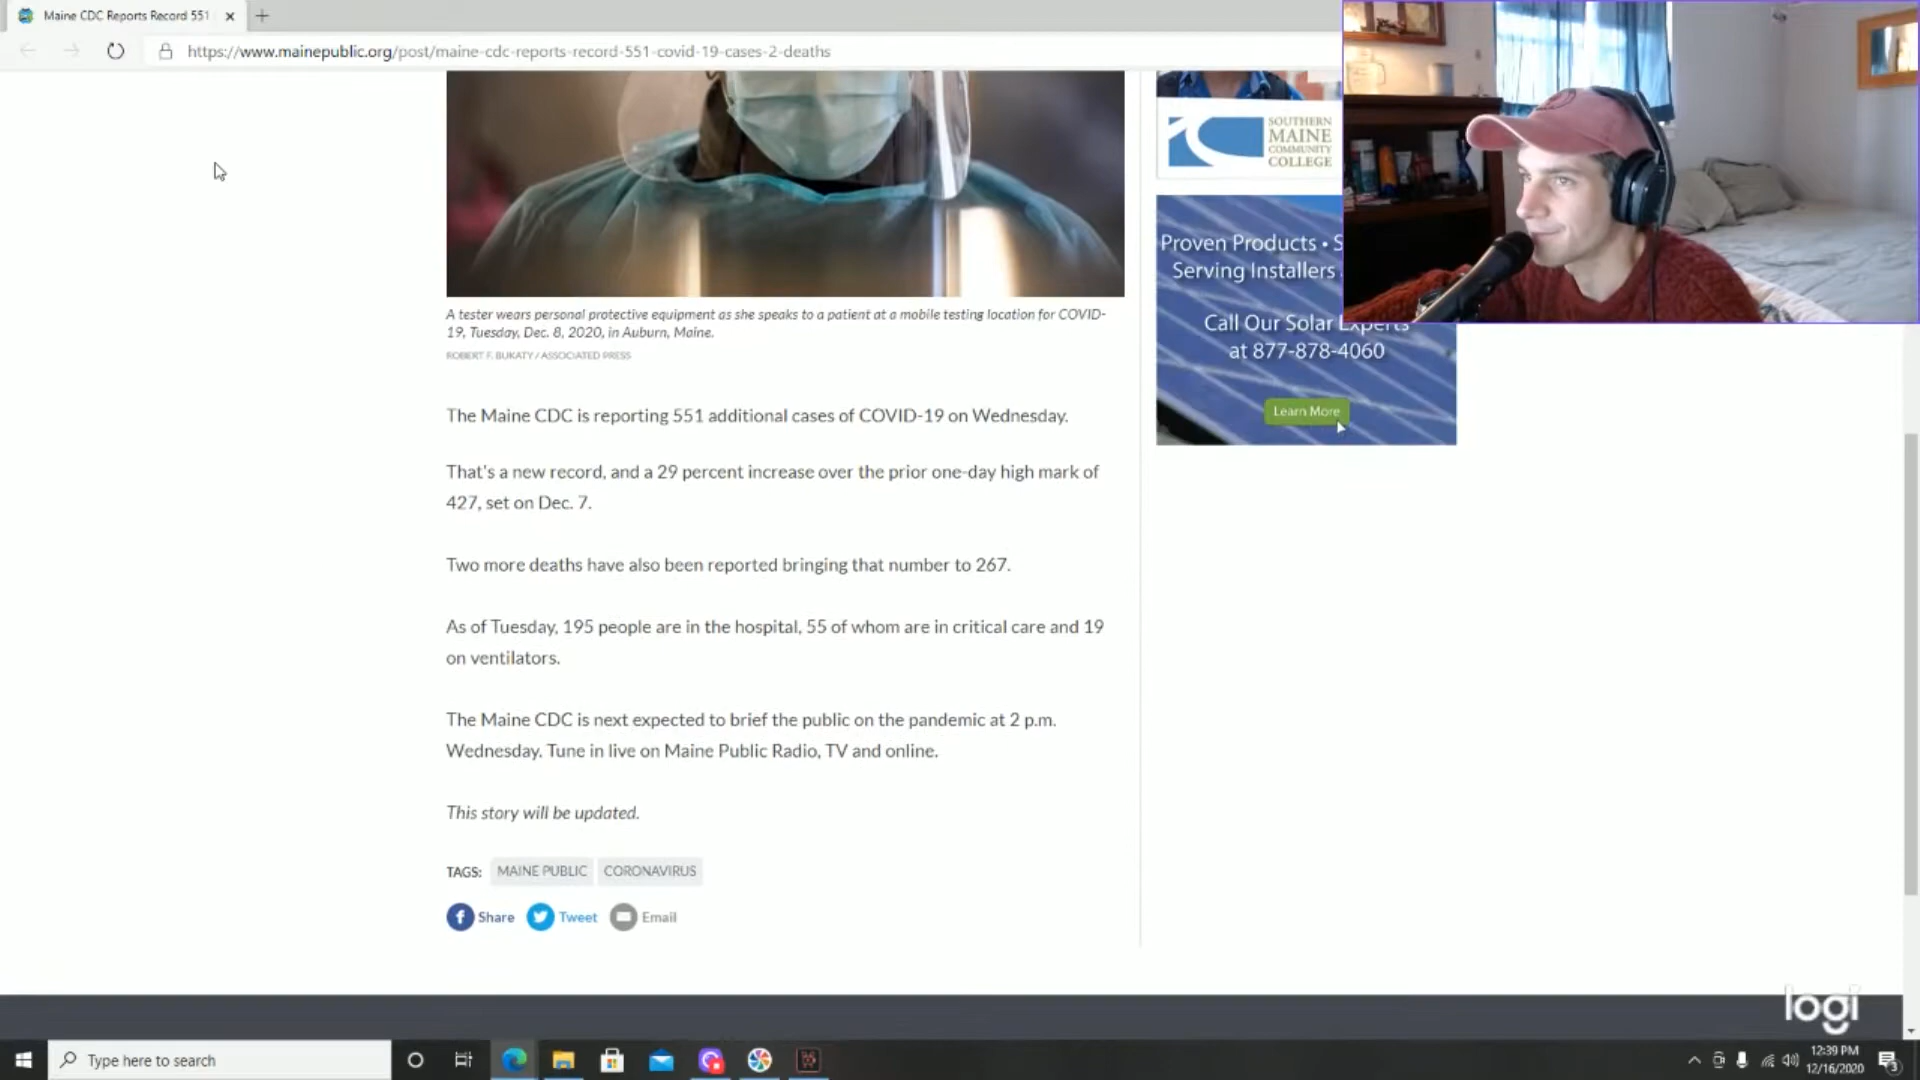 Maine CDC Reports Record 551
https://www.mainepublic.org/post/maine-cdc-reports-record-551-covid-19-cases-2-deaths
A tester wears personal protective equipment as she speaks to a patient at a mobile testing location for COVID-
19, Tuesday, Dec. 8, 2020, in Auburn, Maine.
ROBERT F. BUKATY / ASSOCIATED PRESS
The Maine CDC is reporting 551 additional cases of COVID-19 on Wednesday.
That's a new record, and a 29 percent increase over the prior one-day high mark of
427, set on Dec. 7.
Two more deaths have also been reported bringing that number to 267.
As of Tuesday, 195 people are in the hospital, 55 of whom are in critical care and 19
on ventilators.
The Maine CDC is next expected to brief the public on the pandemic at 2 p.m.
Wednesday. Tune in live on Maine Public Radio, TV and online.
This story will be updated.
TAGS: MAINE PUBLIC CORONAVIRUS
Share Tweet Email
SOUTHERN
MAINE
COMMUNITY
COLLEGE
Proven Products • S
Serving Installers
Call Our Solar Experts
at 877-878-4060
Learn More
logi
Type here to search
12:39 PM
12/16/2020
3